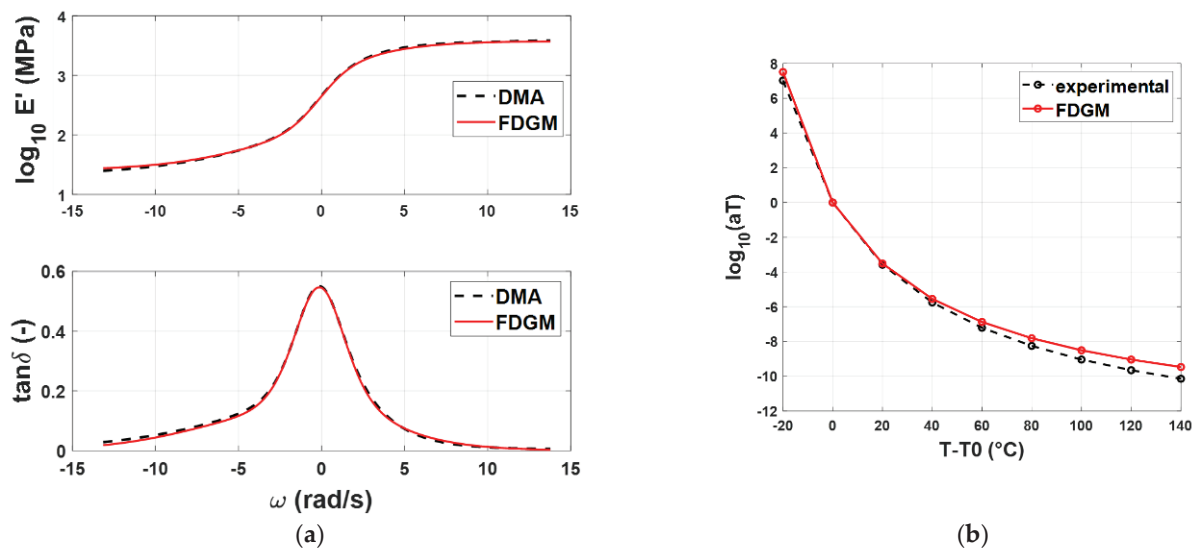 4
3
2
1
log10 E' (MPa)
DMA
FDGM
-15 -10 -5 0 5 10 15
0.6
0.4
0.2
0
tanδ (-)
DMA
FDGM
-15 -10 -5 0 5 10 15
ω (rad/s)
(a)
8
6
4
2
0
-2
-4
-6
-8
-10
-12
log10(aT)
experimental
FDGM
-20 0 20 40 60 80 100 120 140
T-T0 (°C)
(b)